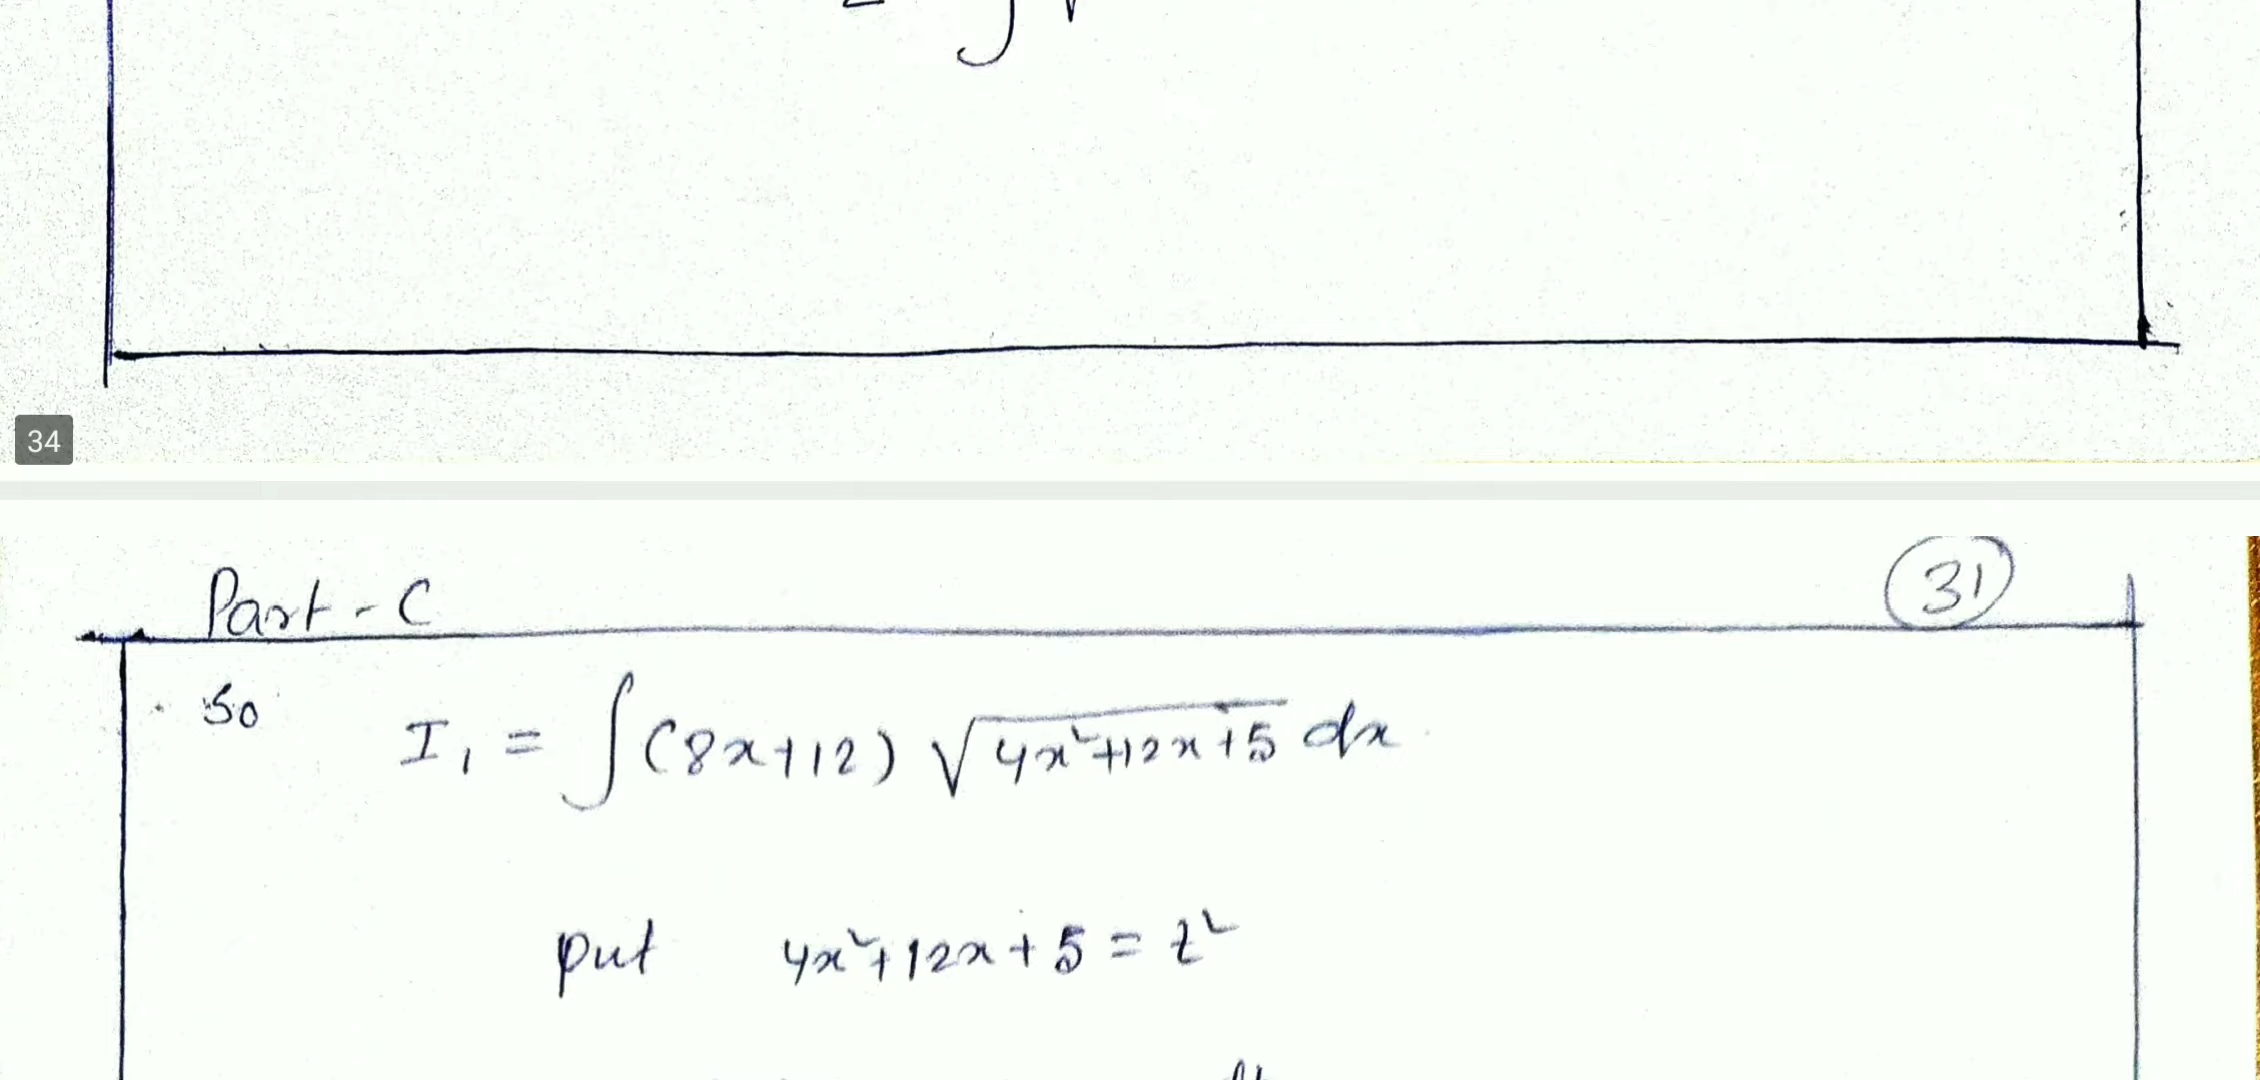 34
Part - C
31
So I₁ = ∫(8x+12) √(4x²+12x+5) dx
put 4x²+12x+5 = t²